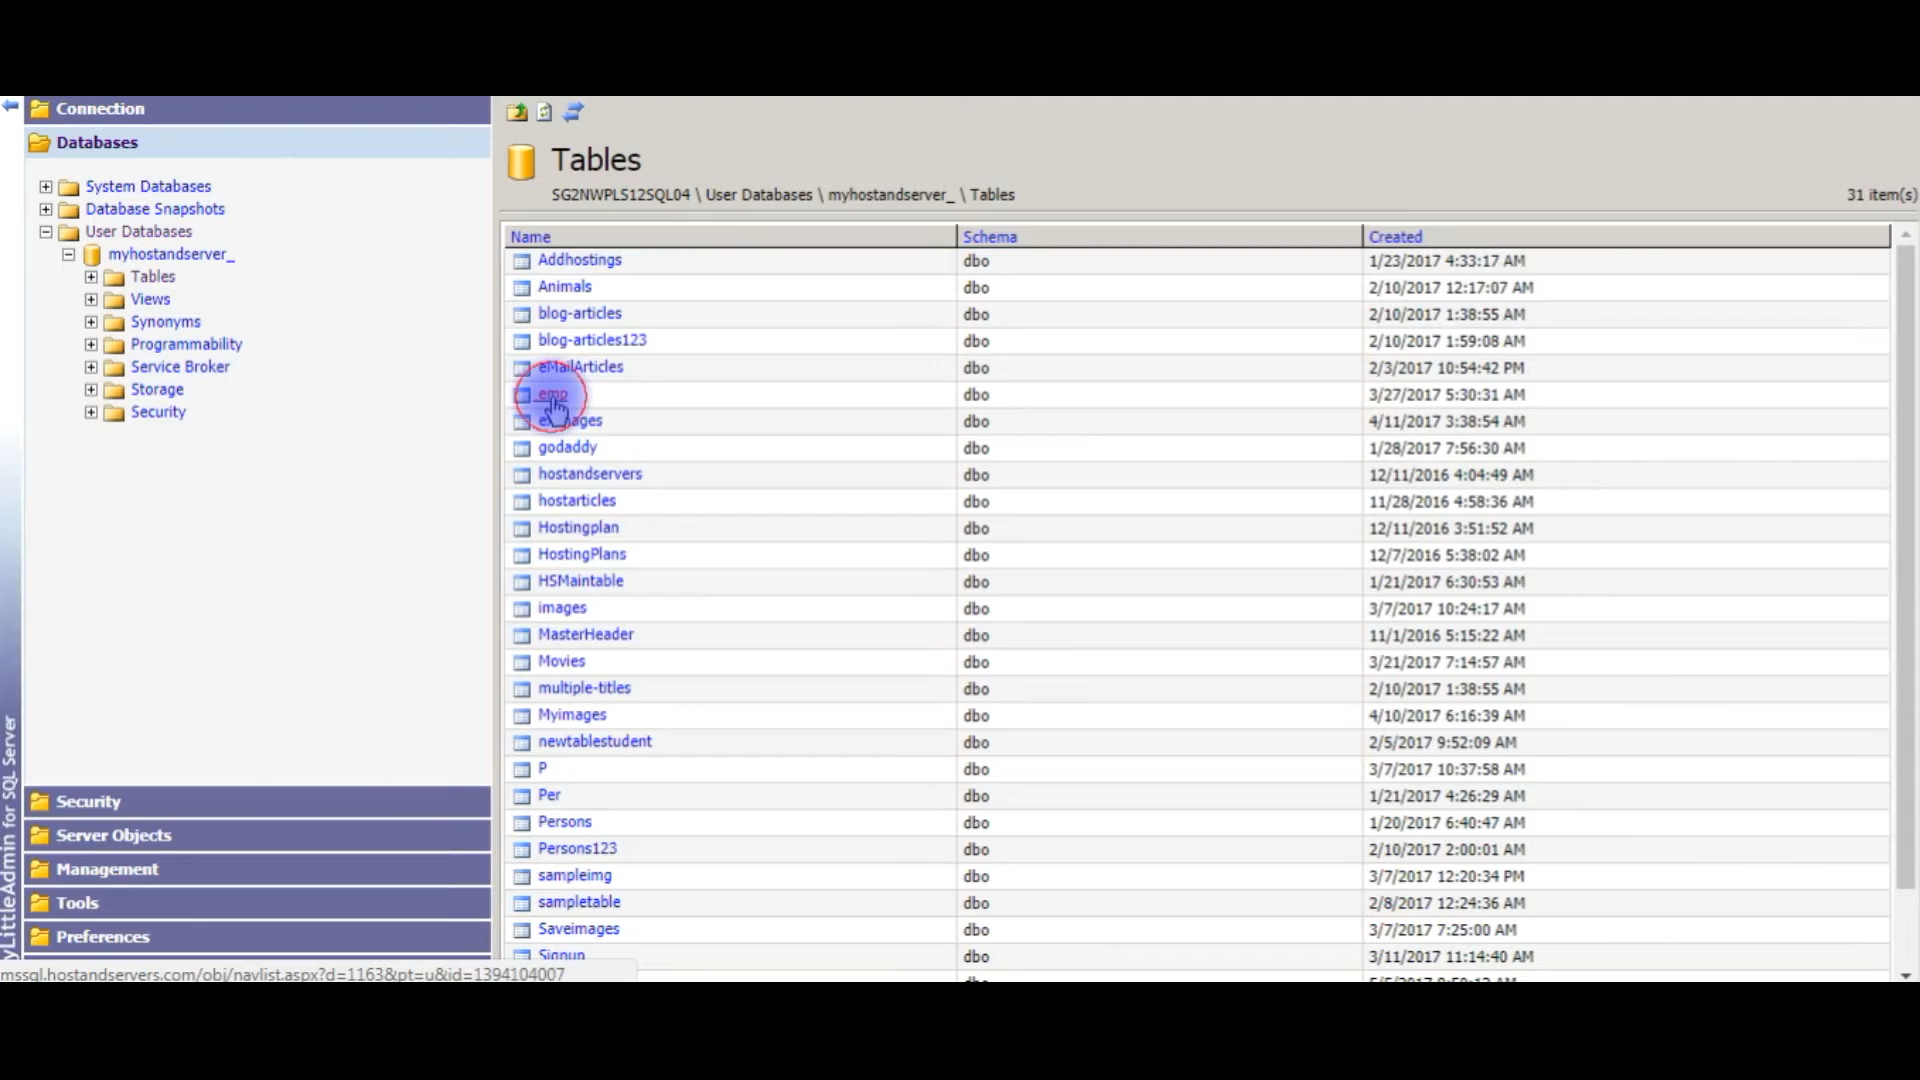 Connection
Databases
System Databases
Database Snapshots
User Databases
myhostandserver_
Tables
Views
Synonyms
Programmability
Service Broker
Storage
Security
Security
Server Objects
Management
Tools
Preferences
yLittleAdmin for SQL Server
Tables
SG2NWPLS12SQL04 \ User Databases \ myhostandserver_ \ Tables
31 item(s)
Name Schema Created
Addhostings dbo 1/23/2017 4:33:17 AM
Animals dbo 2/10/2017 12:17:07 AM
blog-articles dbo 2/10/2017 1:38:55 AM
blog-articles123 dbo 2/10/2017 1:59:08 AM
eMailArticles dbo 2/3/2017 10:54:42 PM
emp dbo 3/27/2017 5:30:31 AM
dbo 4/11/2017 3:38:54 AM
godaddy dbo 1/28/2017 7:56:30 AM
hostandservers dbo 12/11/2016 4:04:49 AM
hostarticles dbo 11/28/2016 4:58:36 AM
Hostingplan dbo 12/11/2016 3:51:52 AM
HostingPlans dbo 12/7/2016 5:38:02 AM
HSMaintable dbo 1/21/2017 6:30:53 AM
images dbo 3/7/2017 10:24:17 AM
MasterHeader dbo 11/1/2016 5:15:22 AM
Movies dbo 3/21/2017 7:14:57 AM
multiple-titles dbo 2/10/2017 1:38:55 AM
Myimages dbo 4/10/2017 6:16:39 AM
newtablestudent dbo 2/5/2017 9:52:09 AM
P dbo 3/7/2017 10:37:58 AM
Per dbo 1/21/2017 4:26:29 AM
Persons dbo 1/20/2017 6:40:47 AM
Persons123 dbo 2/10/2017 2:00:01 AM
sampleimg dbo 3/7/2017 12:20:34 PM
sampletable dbo 2/8/2017 12:24:36 AM
Saveimages dbo 3/7/2017 7:25:00 AM
Signup dbo 3/11/2017 11:14:40 AM
mssql.hostandservers.com/obj/navlist.aspx?d=1163&pt=u&id=1394104007